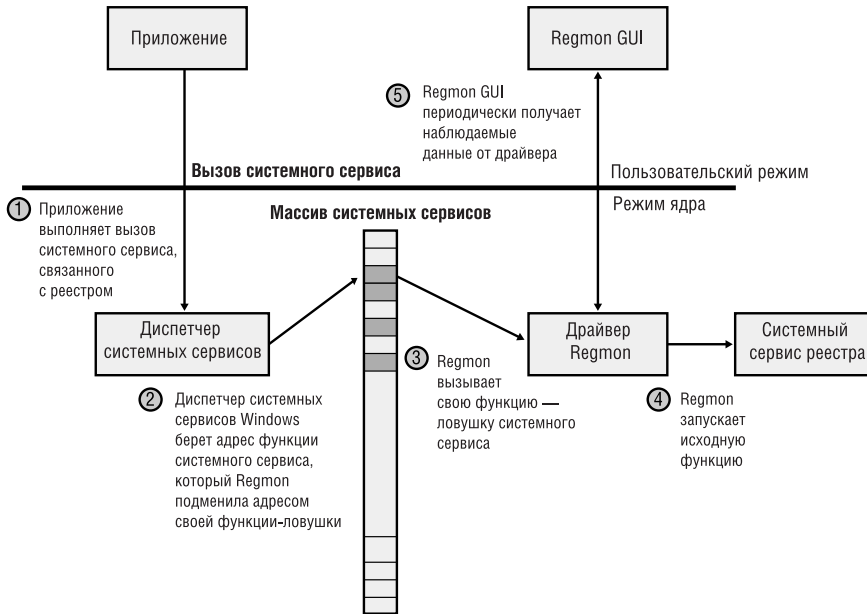 Приложение
Regmon GUI
5
Regmon GUI
периодически получает
наблюдаемые
данные от драйвера
Вызов системного сервиса
Пользовательский режим
Режим ядра
1
Приложение
выполняет вызов
системного сервиса,
связанного
с реестром
Массив системных сервисов
Диспетчер
системных сервисов
Драйвер
Regmon
Системный
сервис реестра
2
Диспетчер системных
сервисов Windows
берет адрес функции
системного сервиса,
который Regmon
подменила адресом
своей функции-ловушки
3
Regmon
вызывает
свою функцию —
ловушку системного
сервиса
4
Regmon
запускает
исходную
функцию